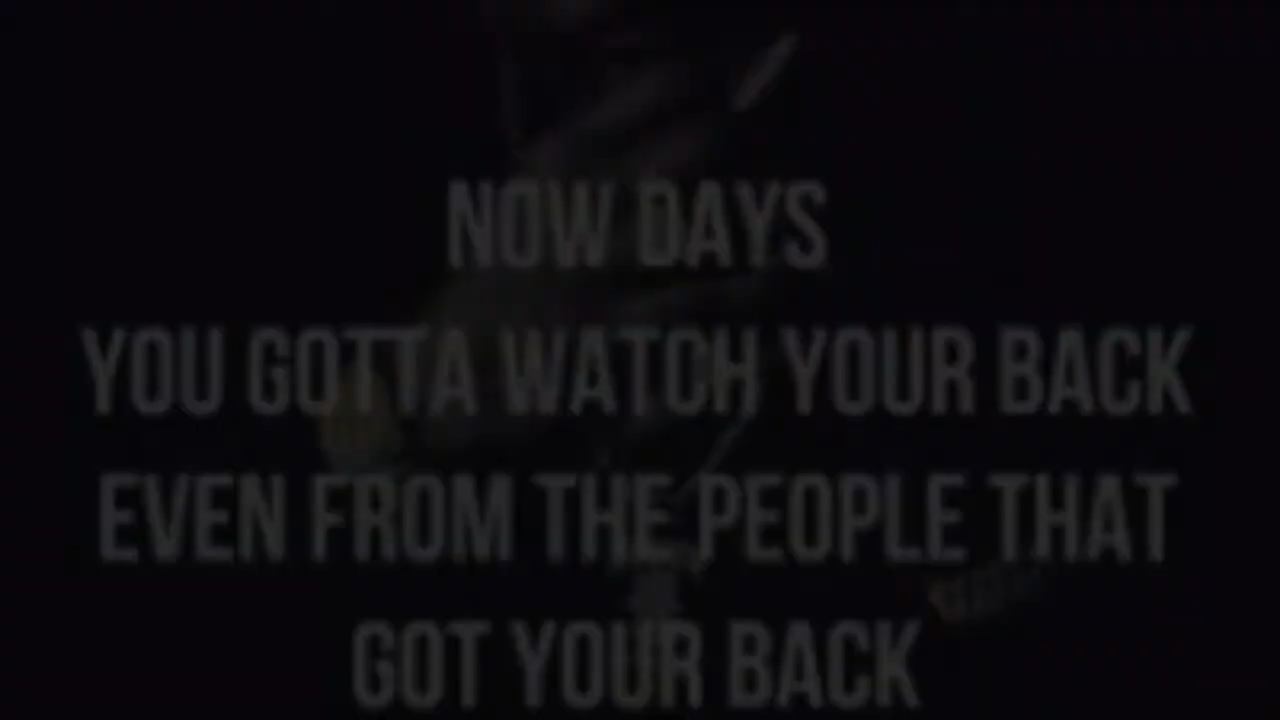 NOW DAYS
YOU GOTTA WATCH YOUR BACK
EVEN FROM THE PEOPLE THAT
GOT YOUR BACK